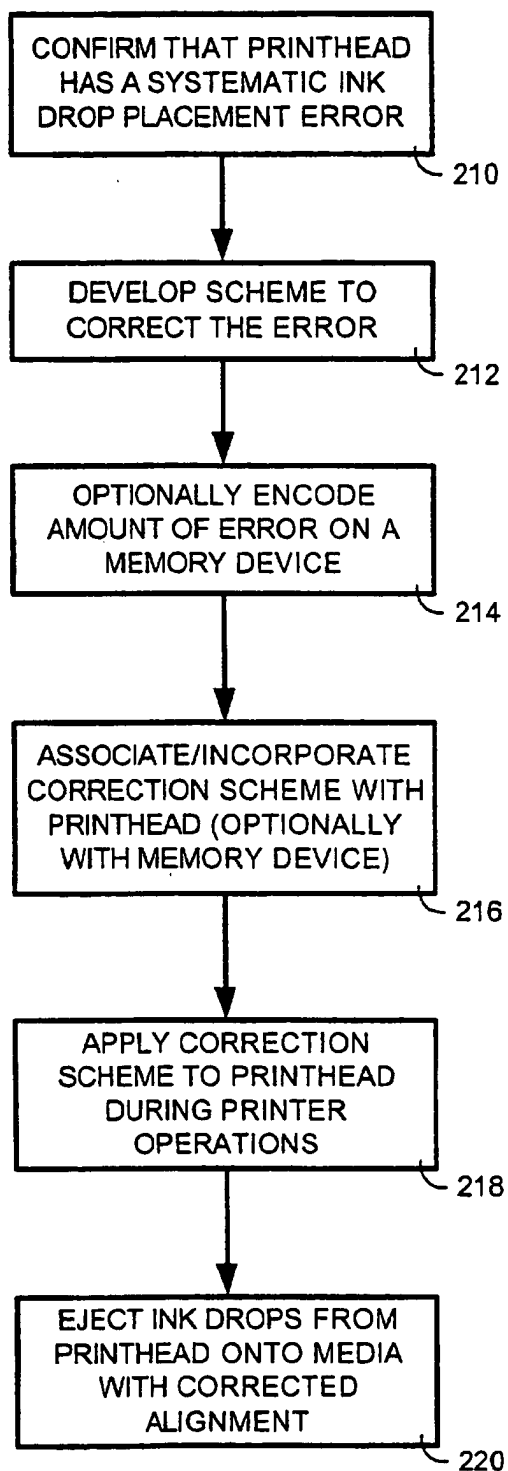 CONFIRM THAT PRINTHEAD
HAS A SYSTEMATIC INK
DROP PLACEMENT ERROR
210
DEVELOP SCHEME TO
CORRECT THE ERROR
212
OPTIONALLY ENCODE
AMOUNT OF ERROR ON A
MEMORY DEVICE
214
ASSOCIATE/INCORPORATE
CORRECTION SCHEME WITH
PRINTHEAD (OPTIONALLY
WITH MEMORY DEVICE)
216
APPLY CORRECTION
SCHEME TO PRINTHEAD
DURING PRINTER
OPERATIONS
218
EJECT INK DROPS FROM
PRINTHEAD ONTO MEDIA
WITH CORRECTED
ALIGNMENT
220